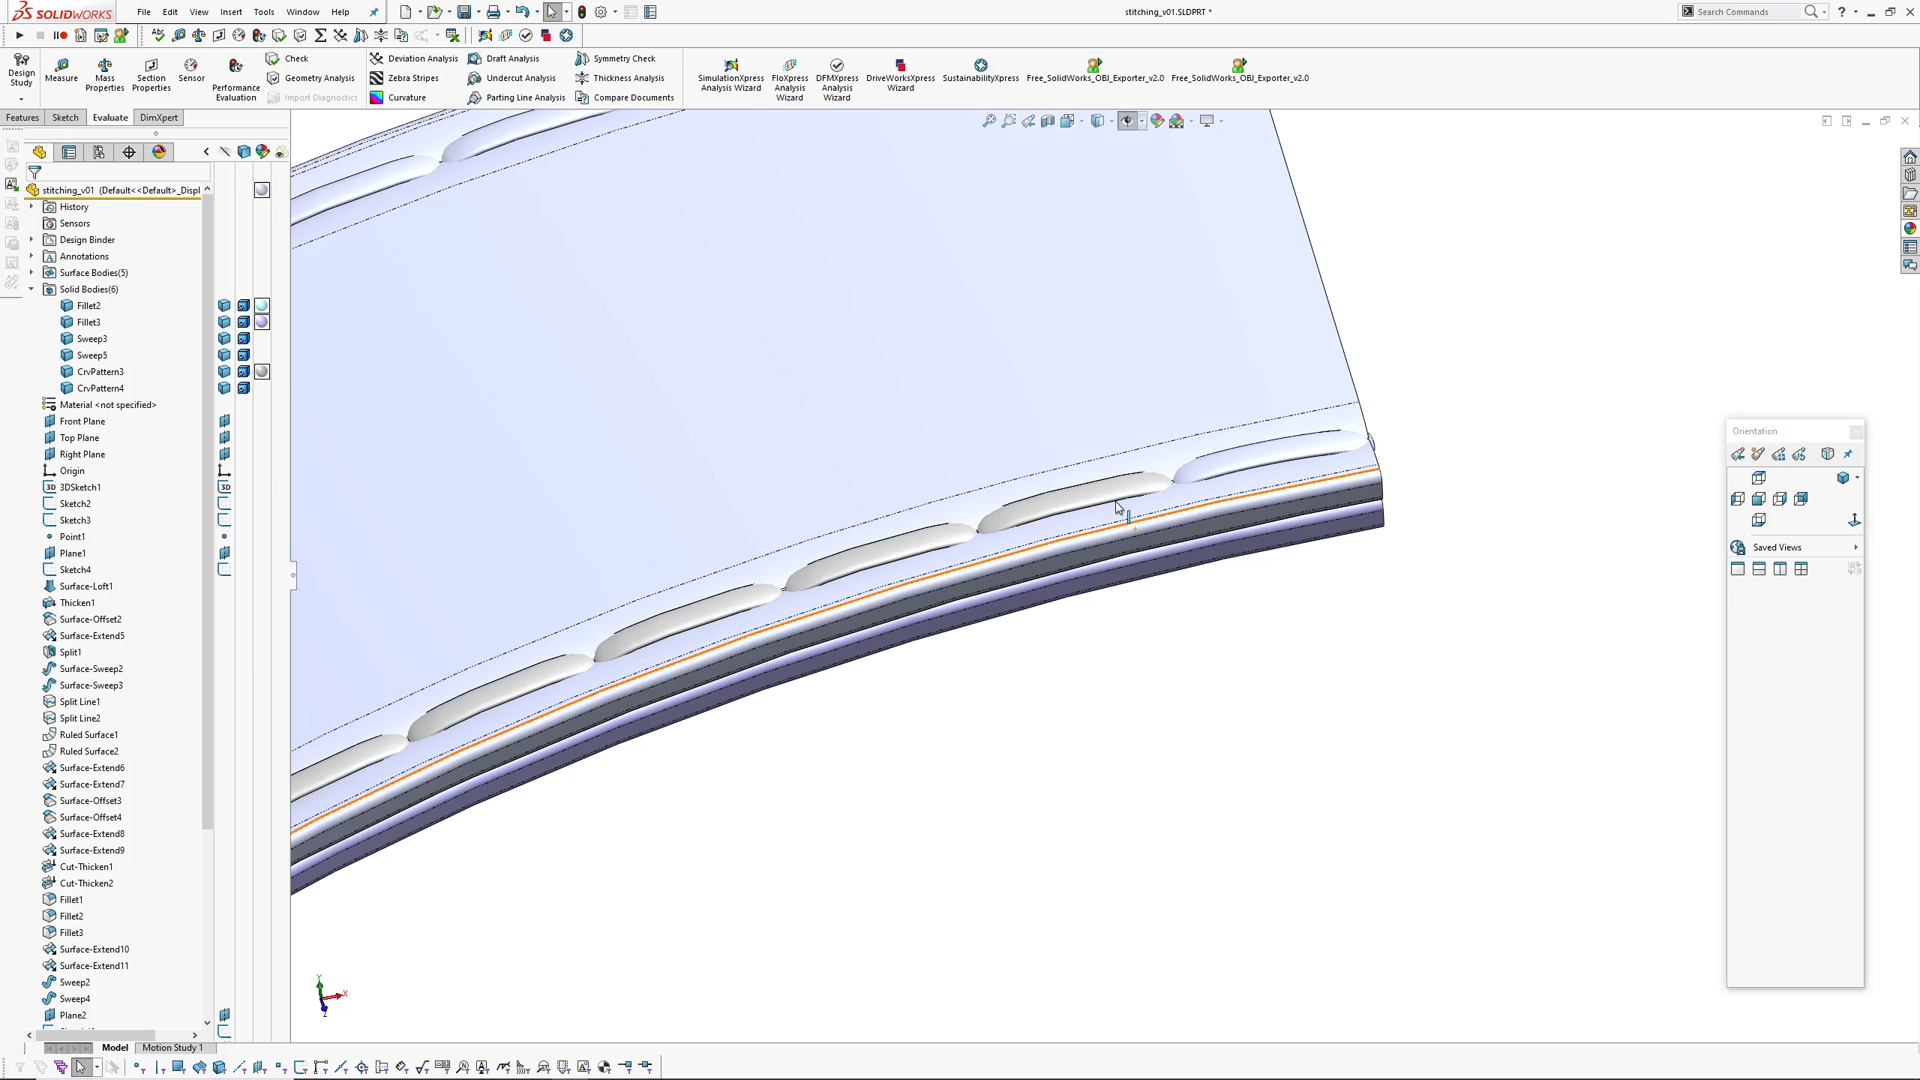 SOLIDWORKS File Edit View Insert Tools Window Help stitching_v01.SLDPRT * Search Commands
Design Study
Measure
Mass Properties
Section Properties
Sensor
Performance Evaluation
Check
Geometry Analysis
Import Diagnostics
Deviation Analysis
Zebra Stripes
Curvature
Draft Analysis
Undercut Analysis
Parting Line Analysis
Symmetry Check
Thickness Analysis
Compare Documents
SimulationXpress Analysis Wizard
FloXpress Analysis Wizard
DFMXpress Analysis Wizard
DriveWorksXpress Wizard
SustainabilityXpress
Free_SolidWorks_OBJ_Exporter_v2.0
Free_SolidWorks_OBJ_Exporter_v2.0
Features Sketch Evaluate DimXpert
stitching_v01 (Default<<Default>_Displ
History
Sensors
Design Binder
Annotations
Surface Bodies(5)
Solid Bodies(6)
Fillet2
Fillet3
Sweep3
Sweep5
CrvPattern3
CrvPattern4
Material <not specified>
Front Plane
Top Plane
Right Plane
Origin
3DSketch1
Sketch2
Sketch3
Point1
Plane1
Sketch4
Surface-Loft1
Thicken1
Surface-Offset2
Surface-Extend5
Split1
Surface-Sweep2
Surface-Sweep3
Split Line1
Split Line2
Ruled Surface1
Ruled Surface2
Surface-Extend6
Surface-Extend7
Surface-Offset3
Surface-Offset4
Surface-Extend8
Surface-Extend9
Cut-Thicken1
Cut-Thicken2
Fillet1
Fillet2
Fillet3
Surface-Extend10
Surface-Extend11
Sweep2
Sweep4
Plane2
Orientation
Saved Views
Y
X
Z
Model Motion Study 1